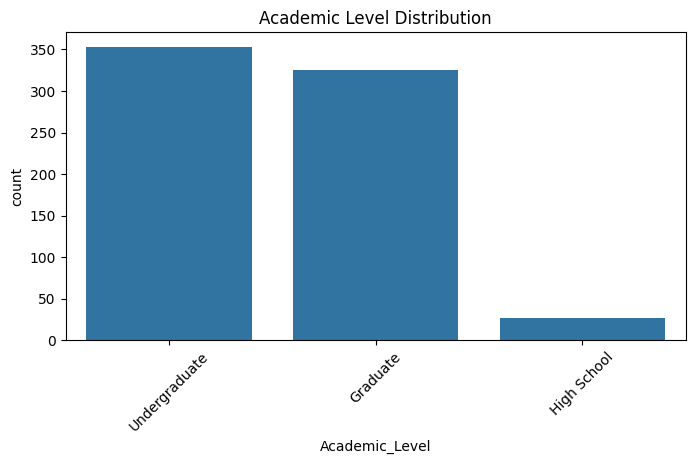 Academic Level Distribution
350
300
250
200
150
100
50
0
count
Undergraduate
Graduate
High School
Academic_Level